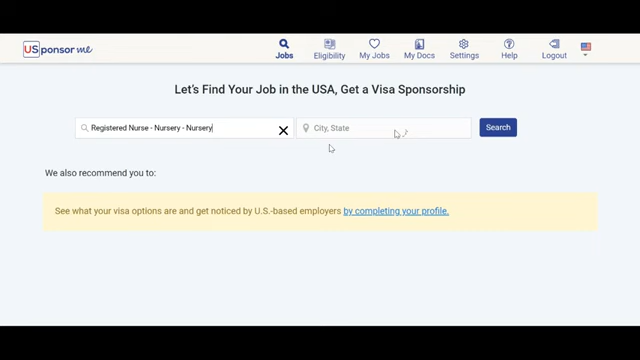 USponsor me
Jobs
Eligibility
My Jobs
My Docs
Settings
Help
Logout
Let's Find Your Job in the USA, Get a Visa Sponsorship
Registered Nurse - Nursery - Nursery
City, State
Search
We also recommend you to:
See what your visa options are and get noticed by U.S.-based employers by completing your profile.